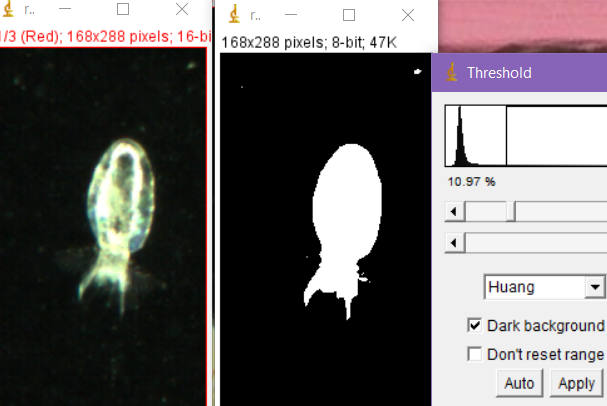 r..
r..
1/3 (Red); 168x288 pixels; 16-bi
168x288 pixels; 8-bit; 47K
Threshold
10.97 %
Huang
Dark background
Don't reset range
Auto
Apply